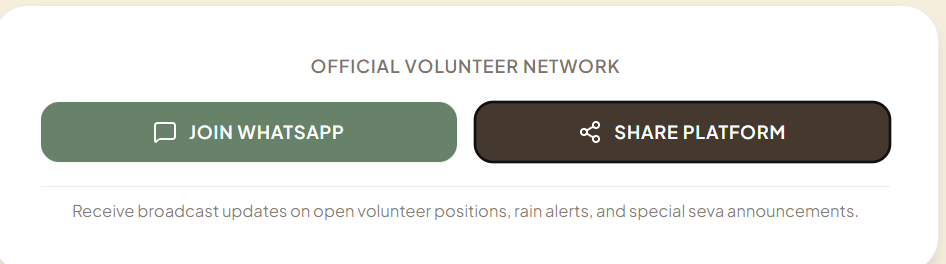 OFFICIAL VOLUNTEER NETWORK
JOIN WHATSAPP
SHARE PLATFORM
Receive broadcast updates on open volunteer positions, rain alerts, and special seva announcements.